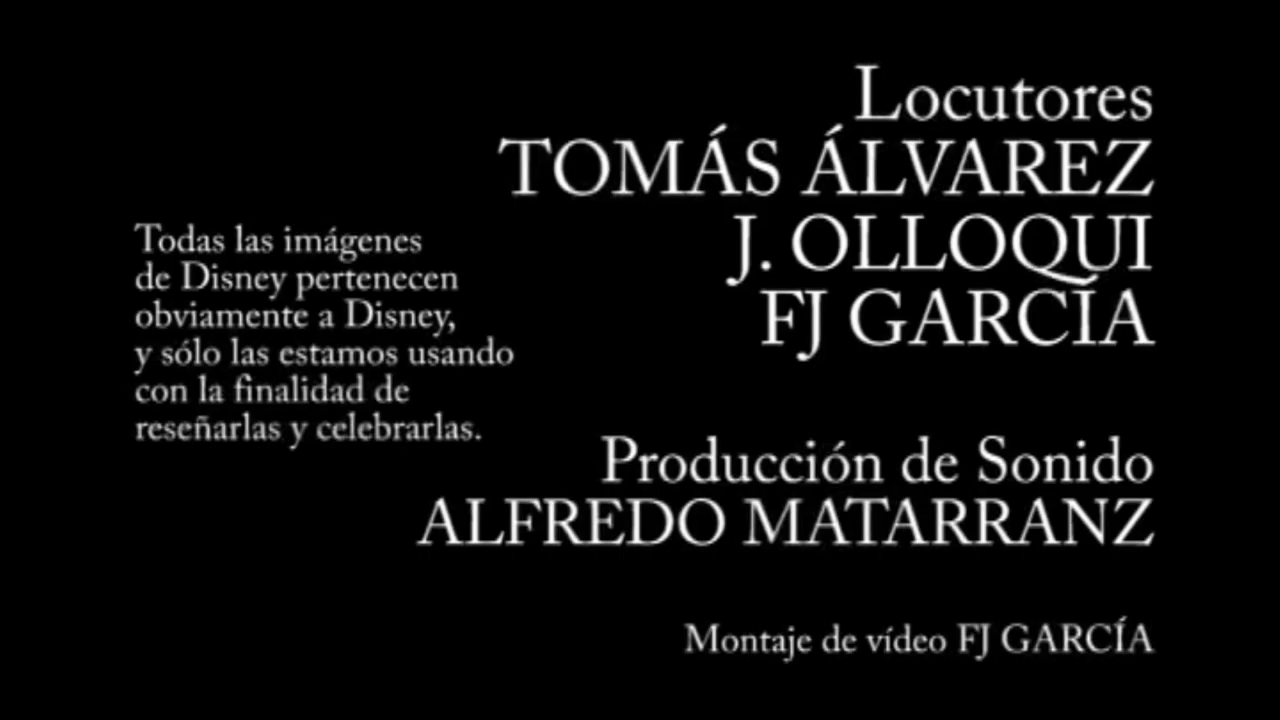 Locutores
TOMÁS ÁLVAREZ
J. OLLOQUI
FJ GARCÍA
Todas las imágenes
de Disney pertenecen
obviamente a Disney,
y sólo las estamos usando
con la finalidad de
reseñarlas y celebrarlas.
Producción de Sonido
ALFREDO MATARRANZ
Montaje de vídeo FJ GARCÍA